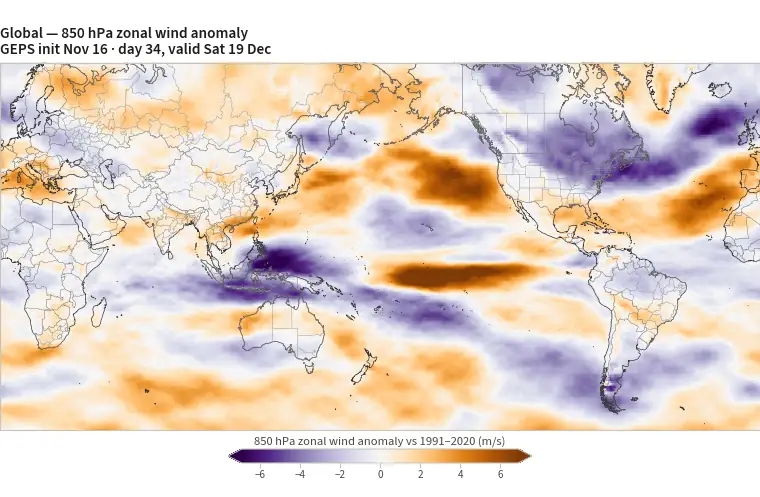 Global — 850 hPa zonal wind anomaly
GEPS init Nov 16 · day 34, valid Sat 19 Dec
850 hPa zonal wind anomaly vs 1991–2020 (m/s)
−6 −4 −2 0 2 4 6